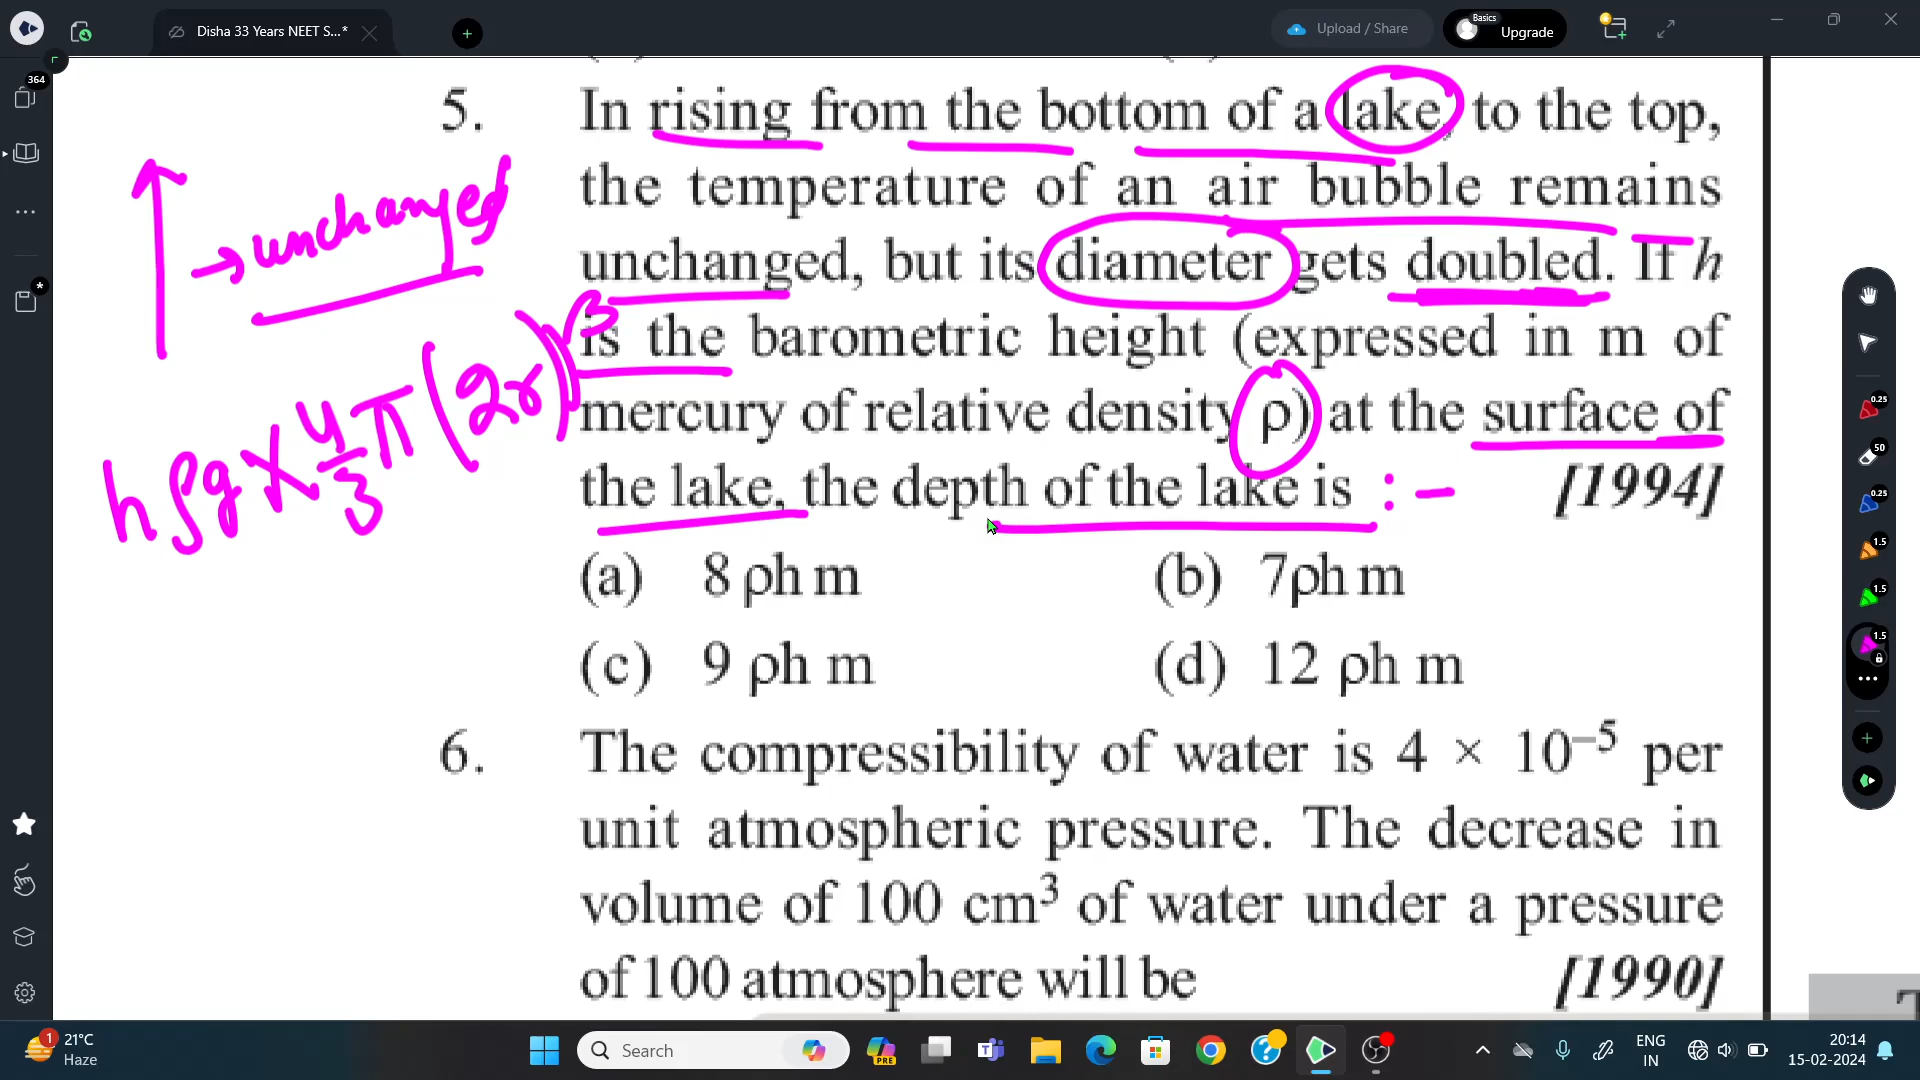 Disha 33 Years NEET S...*
Upload / Share
Basics
Upgrade
364
5. In rising from the bottom of a lake, to the top,
the temperature of an air bubble remains
unchanged, but its diameter gets doubled. If h
is the barometric height (expressed in m of
mercury of relative density ρ) at the surface of
the lake, the depth of the lake is :- [1994]
(a) 8 ρh m (b) 7ρh m
(c) 9 ρh m (d) 12 ρh m
→ unchanged
hρg × 4/3 π (2r)³
6. The compressibility of water is 4 × 10⁻⁵ per
unit atmospheric pressure. The decrease in
volume of 100 cm³ of water under a pressure
of 100 atmosphere will be [1990]
0.25
50
0.25
1.5
1.5
1.5
1
21°C
Haze
Search
PRE
ENG
IN
20:14
15-02-2024